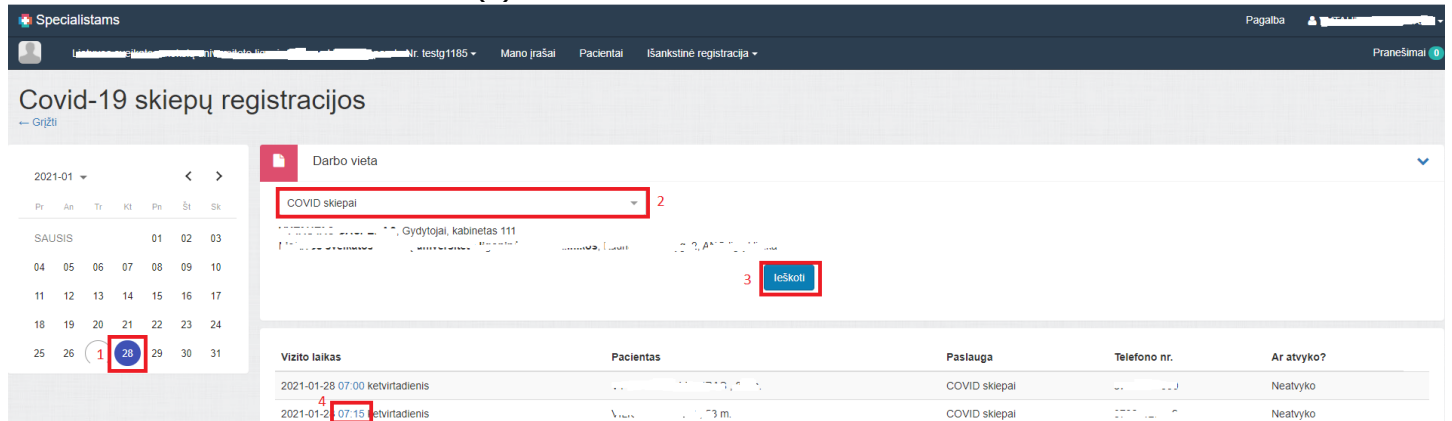 Specialistams
Pagalba
Nr. testg1185 Mano įrašai Pacientai Išankstinė registracija
Pranešimai 0
Covid-19 skiepų registracijos
← Grįžti
2021-01
Pr An Tr Kt Pn Št Sk
SAUSIS 01 02 03
04 05 06 07 08 09 10
11 12 13 14 15 16 17
18 19 20 21 22 23 24
25 26 1 28 29 30 31
Darbo vieta
COVID skiepai 2
Gydytojai, kabinetas 111
3 Ieškoti
Vizito laikas Pacientas Paslauga Telefono nr. Ar atvyko?
2021-01-28 07:00 ketvirtadienis COVID skiepai Neatvyko
4
07:15 ketvirtadienis m. COVID skiepai Neatvyko